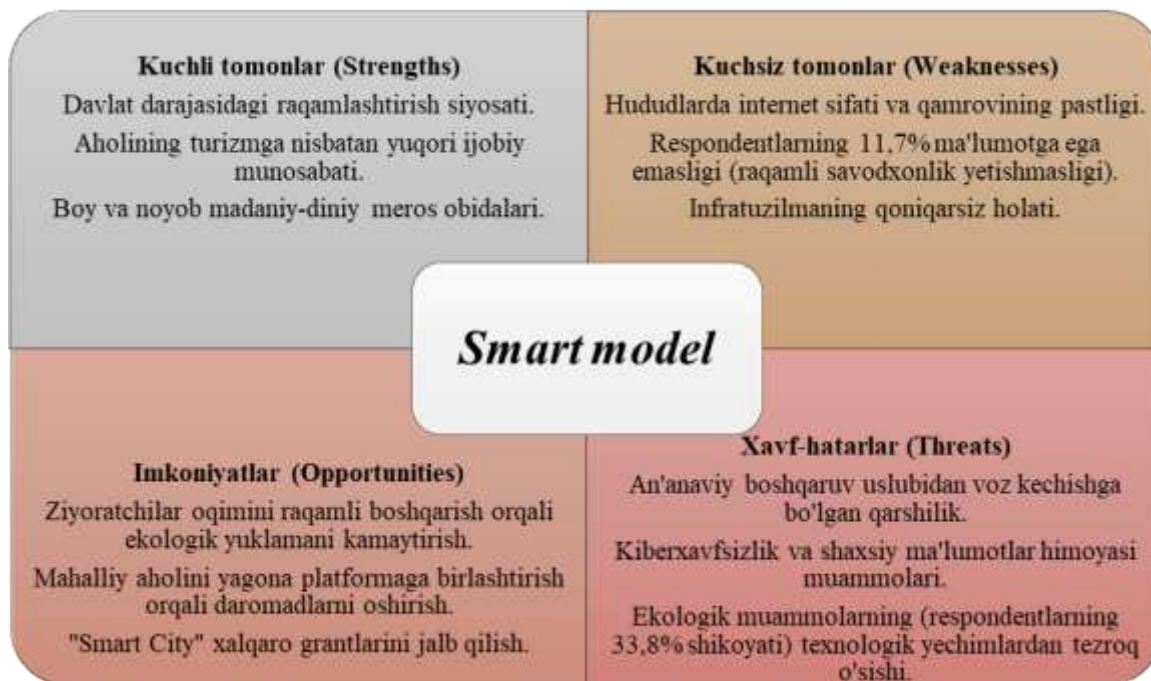 Kuchli tomonlar (Strengths)
Davlat darajasidagi raqamlashtirish siyosati.
Aholining turizmga nisbatan yuqori ijobiy
munosabati.
Boy va noyob madaniy-diniy meros obidalari.
Kuchsiz tomonlar (Weaknesses)
Hududlarda internet sifati va qamrovining pastligi.
Respondentlarning 11,7% ma'lumotga ega
emasligi (raqamli savodxonlik yetishmasligi).
Infratuzilmaning qoniqarsiz holati.
Smart model
Imkoniyatlar (Opportunities)
Ziyoratchilar oqimini raqamli boshqarish orqali
ekologik yuklamani kamaytirish.
Mahalliy aholini yagona platformaga birlashtirish
orqali daromadlarni oshirish.
"Smart City" xalqaro grantlarini jalb qilish.
Xavf-hatarlar (Threats)
An'anaviy boshqaruv uslubidan voz kechishga
bo'lgan qarshilik.
Kiberxavfsizlik va shaxsiy ma'lumotlar himoyasi
muammolari.
Ekologik muammolarning (respondentlarning
33,8% shikoyati) texnologik yechimlardan tezroq
o'sishi.